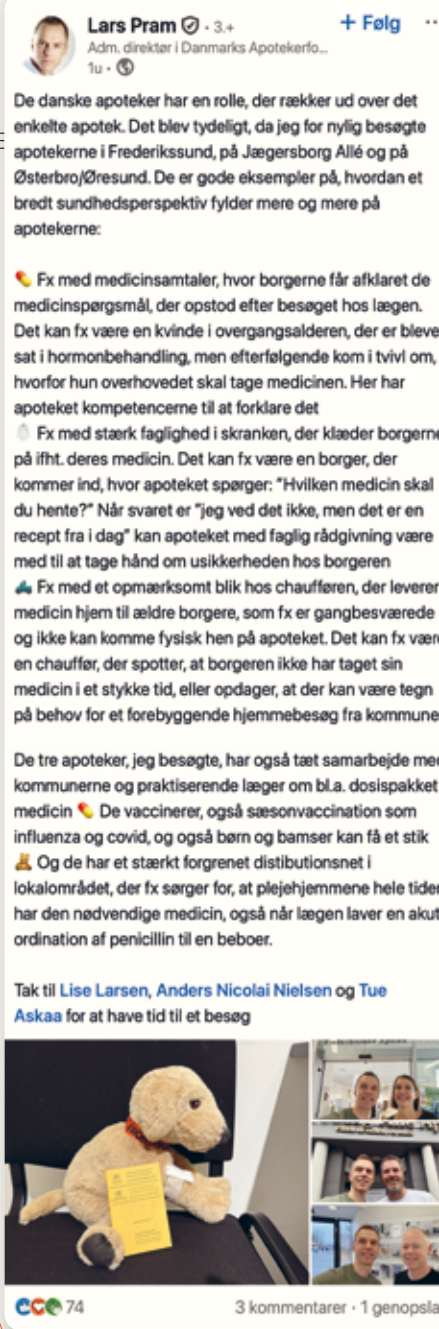 Lars Pram · 3.+
+ Følg
Adm. direktør i Danmarks Apotekerfo...
1u ·
De danske apoteker har en rolle, der rækker ud over det
enkelte apotek. Det blev tydeligt, da jeg for nylig besøgte
apotekerne i Frederikssund, på Jægersborg Allé og på
Østerbro/Øresund. De er gode eksempler på, hvordan et
bredt sundhedsperspektiv fylder mere og mere på
apotekerne:
💊 Fx med medicinsamtaler, hvor borgerne får afklaret de
medicinspørgsmål, der opstod efter besøget hos lægen.
Det kan fx være en kvinde i overgangsalderen, der er bleve
sat i hormonbehandling, men efterfølgende kom i tvivl om,
hvorfor hun overhovedet skal tage medicinen. Her har
apoteket kompetencerne til at forklare det
Fx med stærk faglighed i skranken, der klæder borgerne
på ifht. deres medicin. Det kan fx være en borger, der
kommer ind, hvor apoteket spørger: "Hvilken medicin skal
du hente?" Når svaret er "jeg ved det ikke, men det er en
recept fra i dag" kan apoteket med faglig rådgivning være
med til at tage hånd om usikkerheden hos borgeren
Fx med et opmærksomt blik hos chaufføren, der leverer
medicin hjem til ældre borgere, som fx er gangbesværede
og ikke kan komme fysisk hen på apoteket. Det kan fx være
en chauffør, der spotter, at borgeren ikke har taget sin
medicin i et stykke tid, eller opdager, at der kan være tegn
på behov for et forebyggende hjemmebesøg fra kommune
De tre apoteker, jeg besøgte, har også tæt samarbejde med
kommunerne og praktiserende læger om bl.a. dosispakket
medicin 💊 De vaccinerer, også sæsonvaccination som
influenza og covid, og også børn og bamser kan få et stik
🧸 Og de har et stærkt forgrenet distibutionsnet i
lokalområdet, der fx sørger for, at plejehjemmene hele tiden
har den nødvendige medicin, også når lægen laver en akut
ordination af penicillin til en beboer.
Tak til Lise Larsen, Anders Nicolai Nielsen og Tue
Askaa for at have tid til et besøg
74
3 kommentarer · 1 genopsla